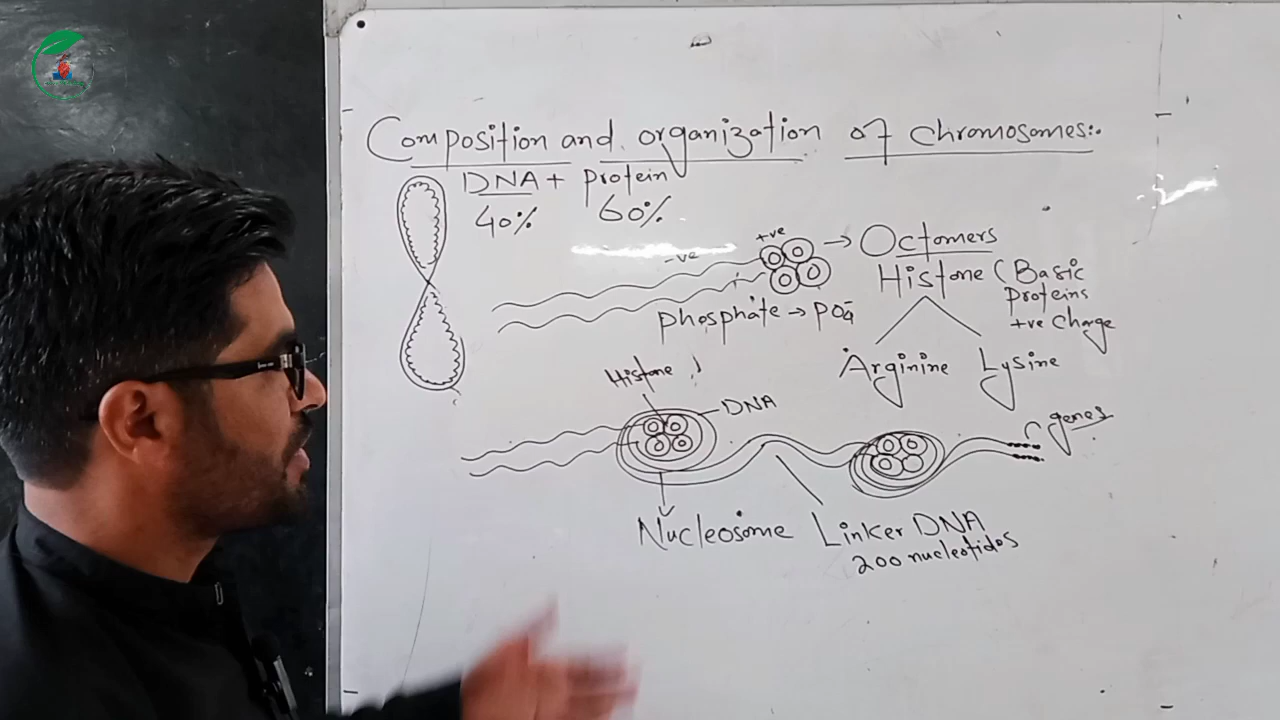 Composition and organization of chromosomes:.
DNA + Protein
40% 60%
+ve
-ve
→ Octomers
Histone (Basic
Proteins
+ve Charge
Phosphate → PO4-
Arginine Lysine
Histone
DNA
genes
Nucleosome Linker DNA
200 nucleotides